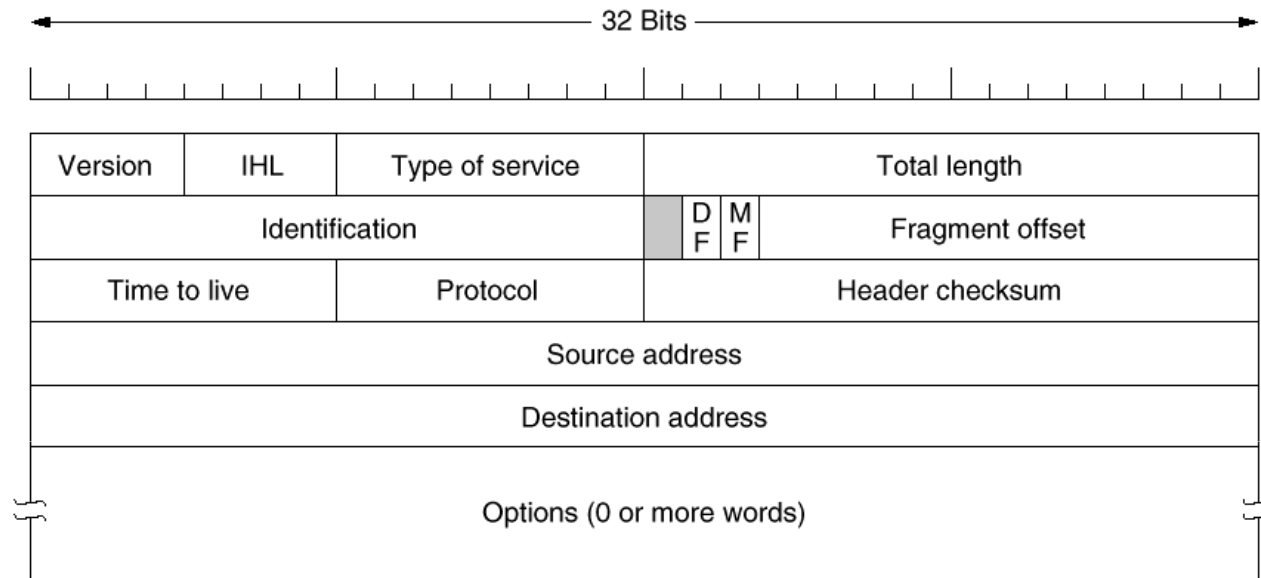 32 Bits
Version IHL Type of service Total length
Identification D F M F Fragment offset
Time to live Protocol Header checksum
Source address
Destination address
Options (0 or more words)